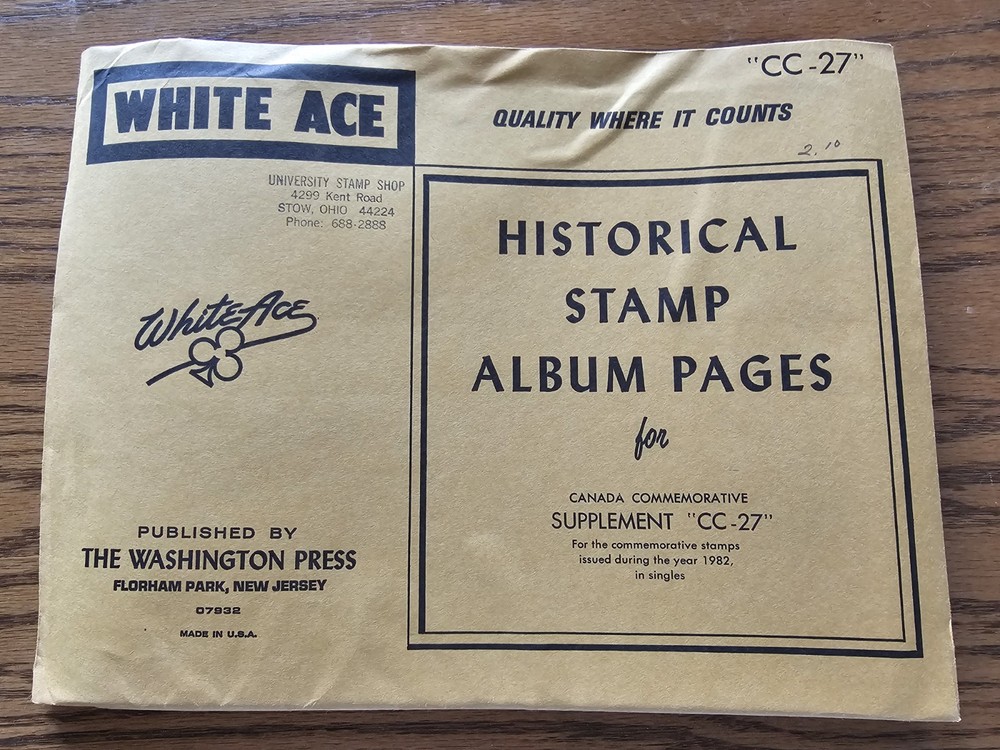 "CC-27"
WHITE ACE
QUALITY WHERE IT COUNTS
2.10
UNIVERSITY STAMP SHOP
4299 Kent Road
STOW, OHIO 44224
Phone: 688-2888
White Ace
PUBLISHED BY
THE WASHINGTON PRESS
FLORHAM PARK, NEW JERSEY
07932
MADE IN U.S.A.
HISTORICAL
STAMP
ALBUM PAGES
for
CANADA COMMEMORATIVE
SUPPLEMENT "CC-27"
For the commemorative stamps
issued during the year 1982,
in singles